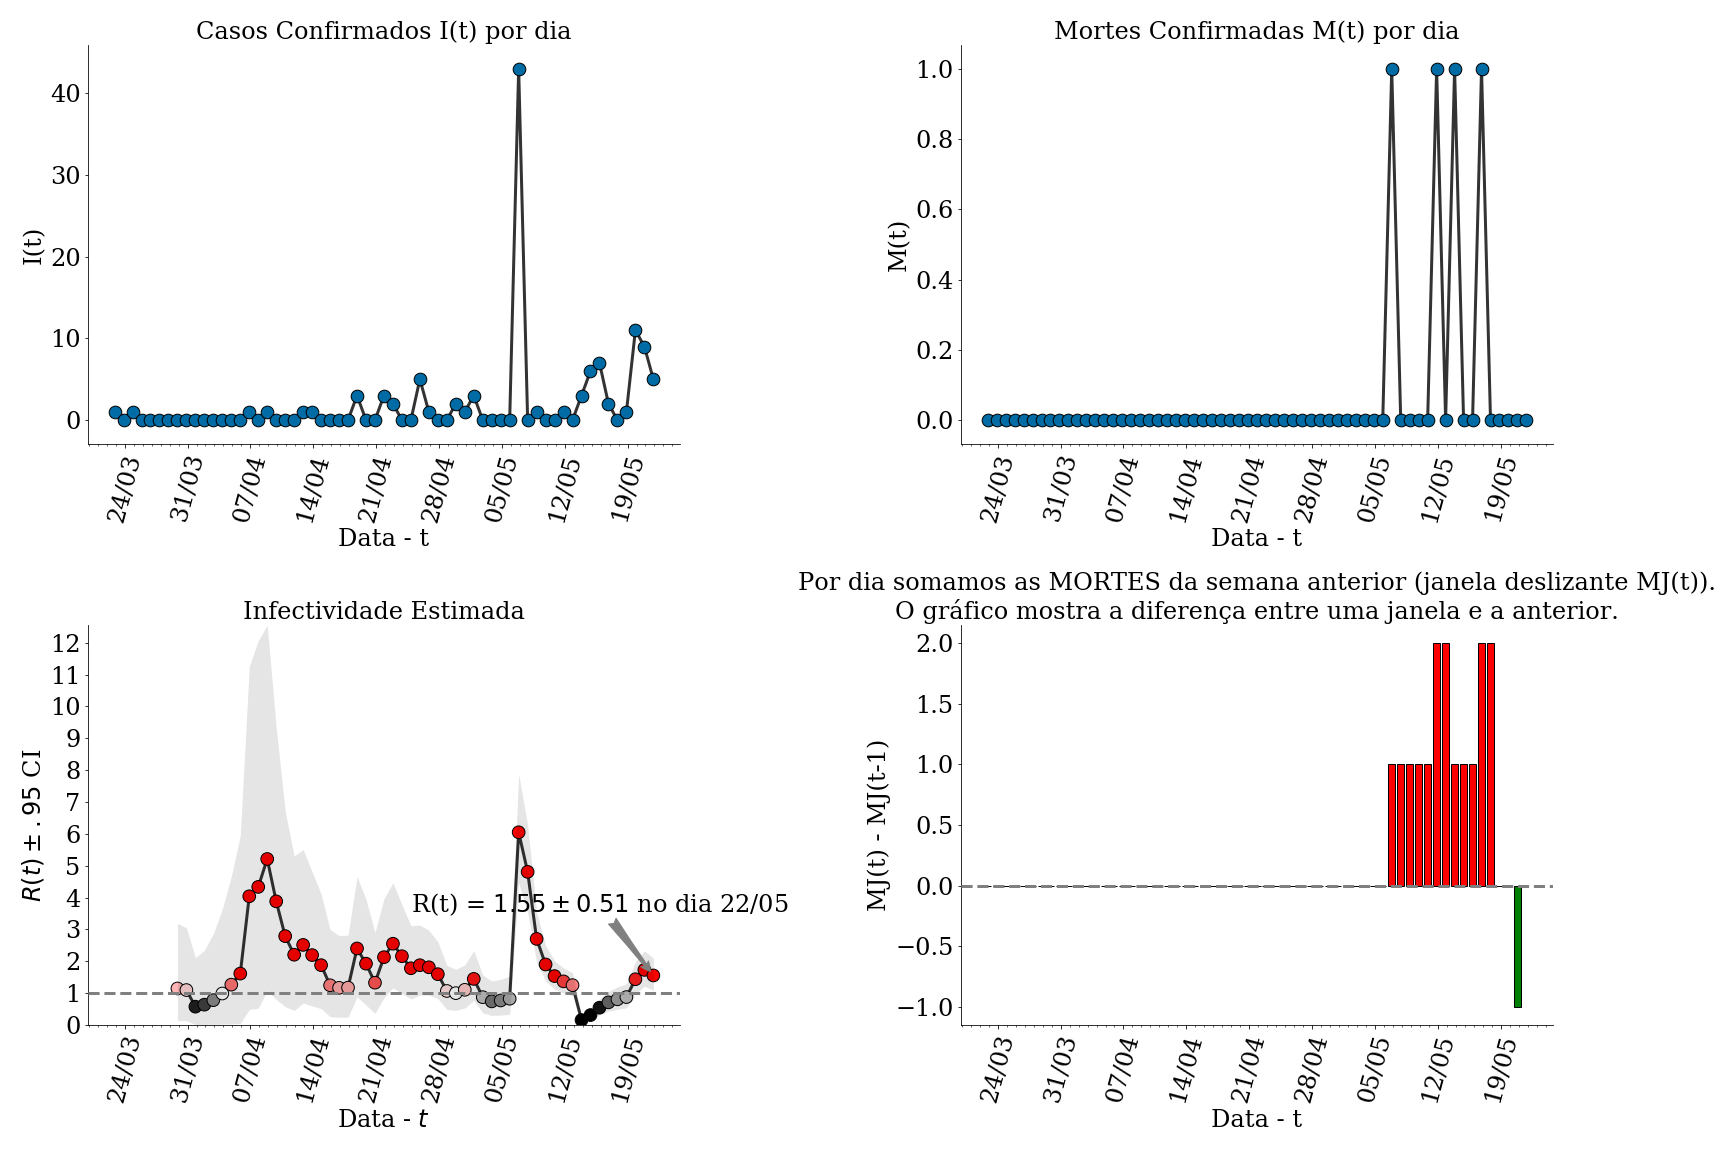 Casos Confirmados I(t) por dia
I(t)
40
30
20
10
0
24/03 31/03 07/04 14/04 21/04 28/04 05/05 12/05 19/05
Data - t
Mortes Confirmadas M(t) por dia
M(t)
1.0
0.8
0.6
0.4
0.2
0.0
24/03 31/03 07/04 14/04 21/04 28/04 05/05 12/05 19/05
Data - t
Infectividade Estimada
R(t) ± .95 CI
12
11
10
9
8
7
6
5
4
3
2
1
0
R(t) = 1.55 ± 0.51 no dia 22/05
24/03 31/03 07/04 14/04 21/04 28/04 05/05 12/05 19/05
Data - t
Por dia somamos as MORTES da semana anterior (janela deslizante MJ(t)).
O gráfico mostra a diferença entre uma janela e a anterior.
MJ(t) - MJ(t-1)
2.0
1.5
1.0
0.5
0.0
−0.5
−1.0
24/03 31/03 07/04 14/04 21/04 28/04 05/05 12/05 19/05
Data - t